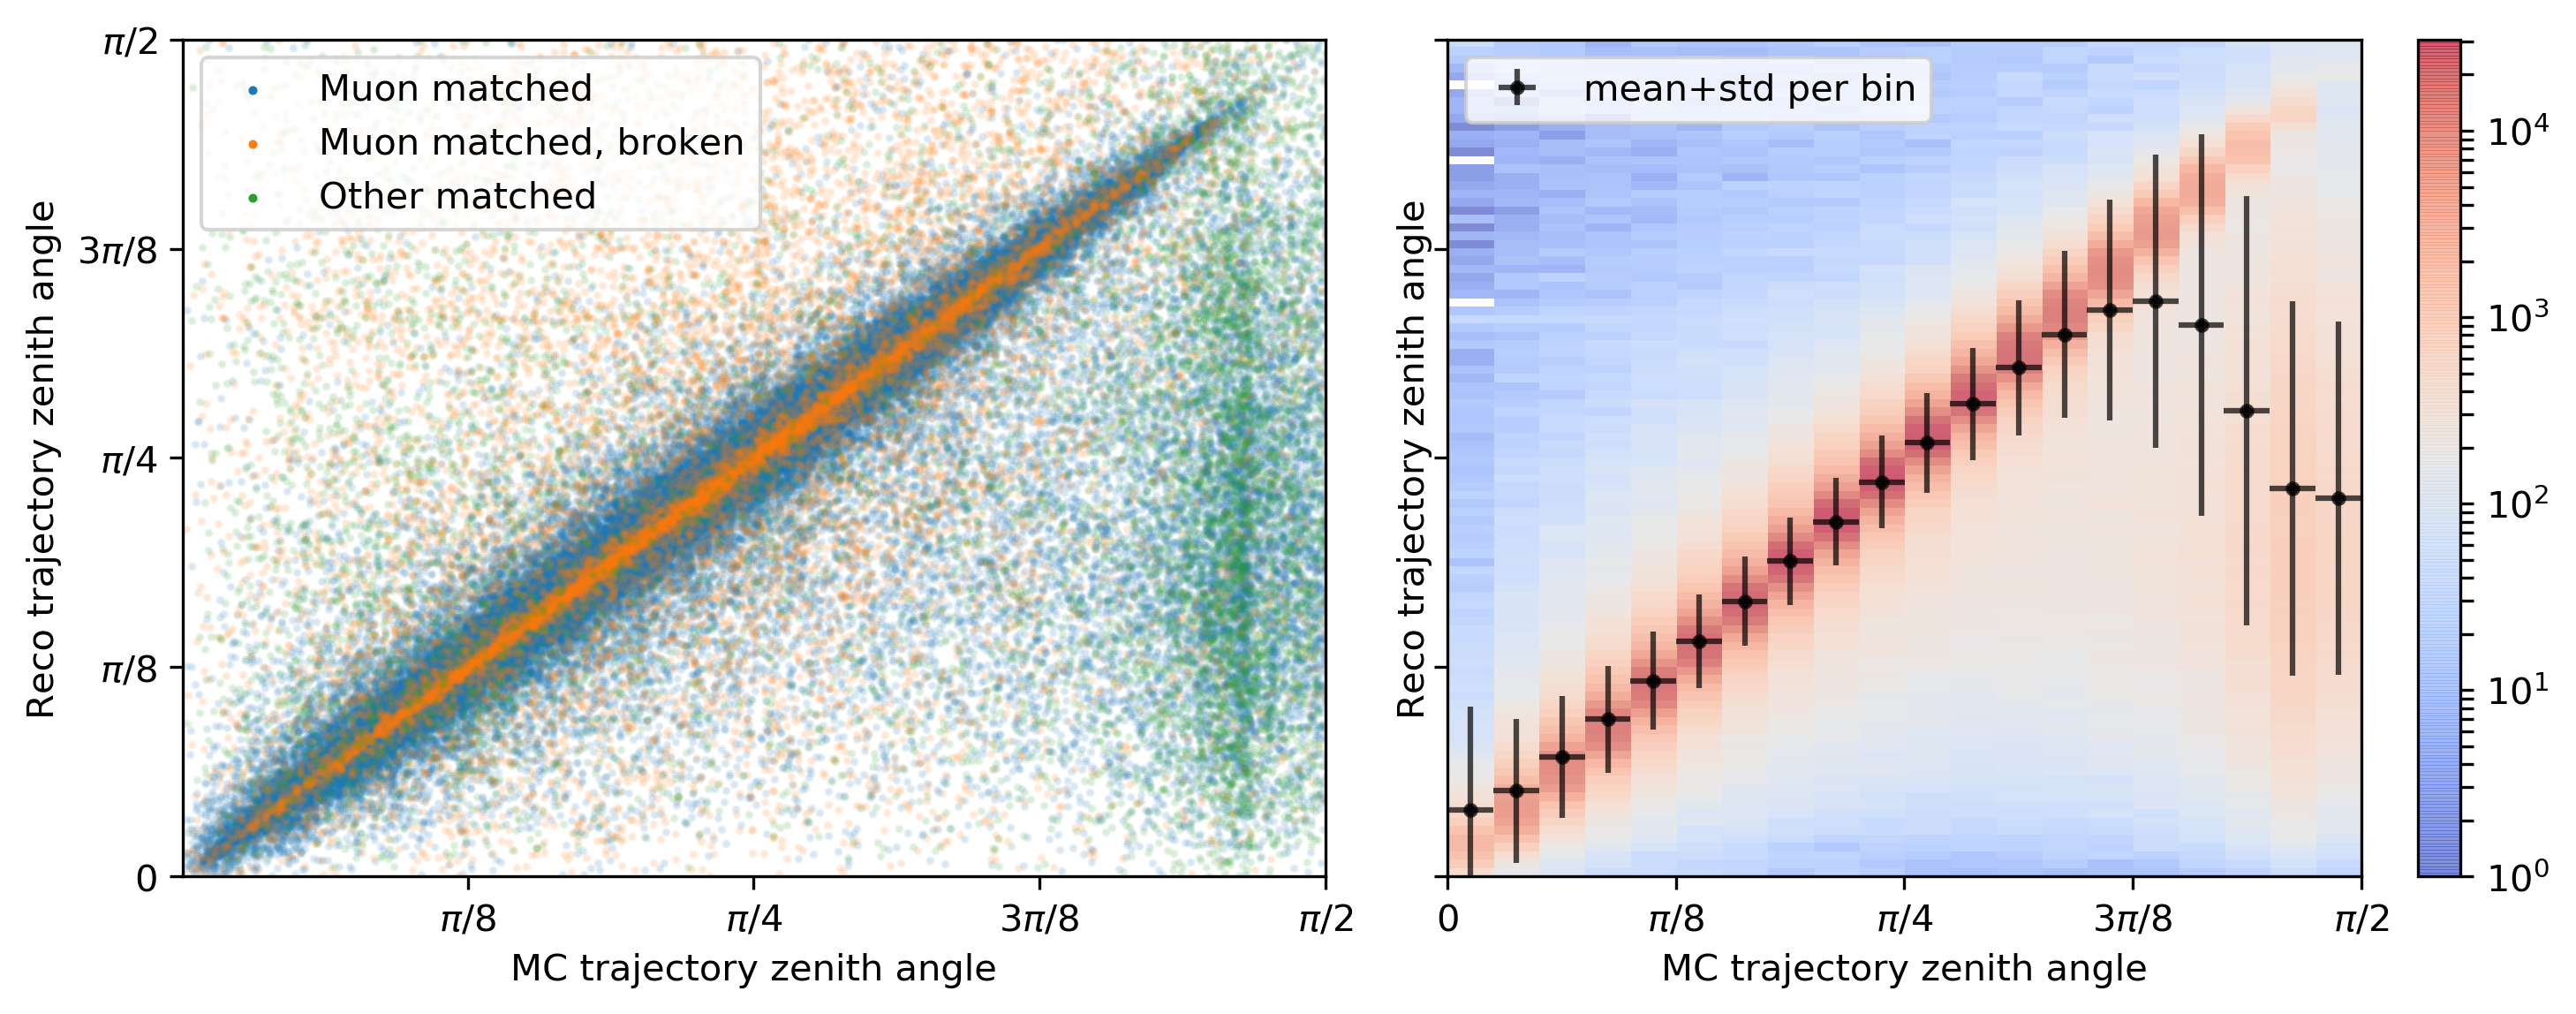 π/2
3π/8
π/4
π/8
0
Reco trajectory zenith angle
Muon matched
Muon matched, broken
Other matched
π/8
π/4
3π/8
π/2
MC trajectory zenith angle
Reco trajectory zenith angle
mean+std per bin
0
π/8
π/4
3π/8
π/2
MC trajectory zenith angle
10⁴
10³
10²
10¹
10⁰